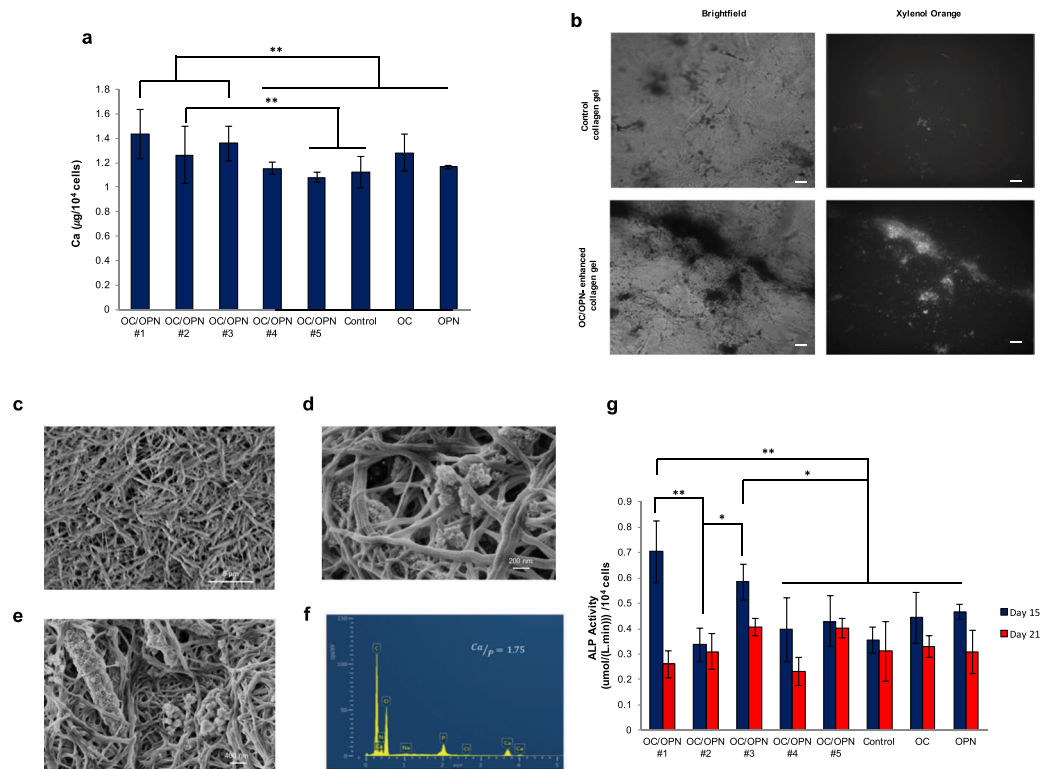 a
**
**
Ca (µg/10⁴ cells)
1.8
1.6
1.4
1.2
1
0.8
0.6
0.4
0.2
0
OC/OPN #1
OC/OPN #2
OC/OPN #3
OC/OPN #4
OC/OPN #5
Control
OC
OPN
b
Brightfield
Xylenol Orange
Control
collagen gel
OC/OPN- enhanced
collagen gel
c
d
200 nm
e
400 nm
f
Ca/P = 1.75
C
O
N
Ca
Na
P
Cl
Ca
Ca
g
**
*
**
*
ALP Activity
(umol/(L.min))) /10⁴ cells
0.9
0.8
0.7
0.6
0.5
0.4
0.3
0.2
0.1
0
Day 15
Day 21
OC/OPN #1
OC/OPN #2
OC/OPN #3
OC/OPN #4
OC/OPN #5
Control
OC
OPN